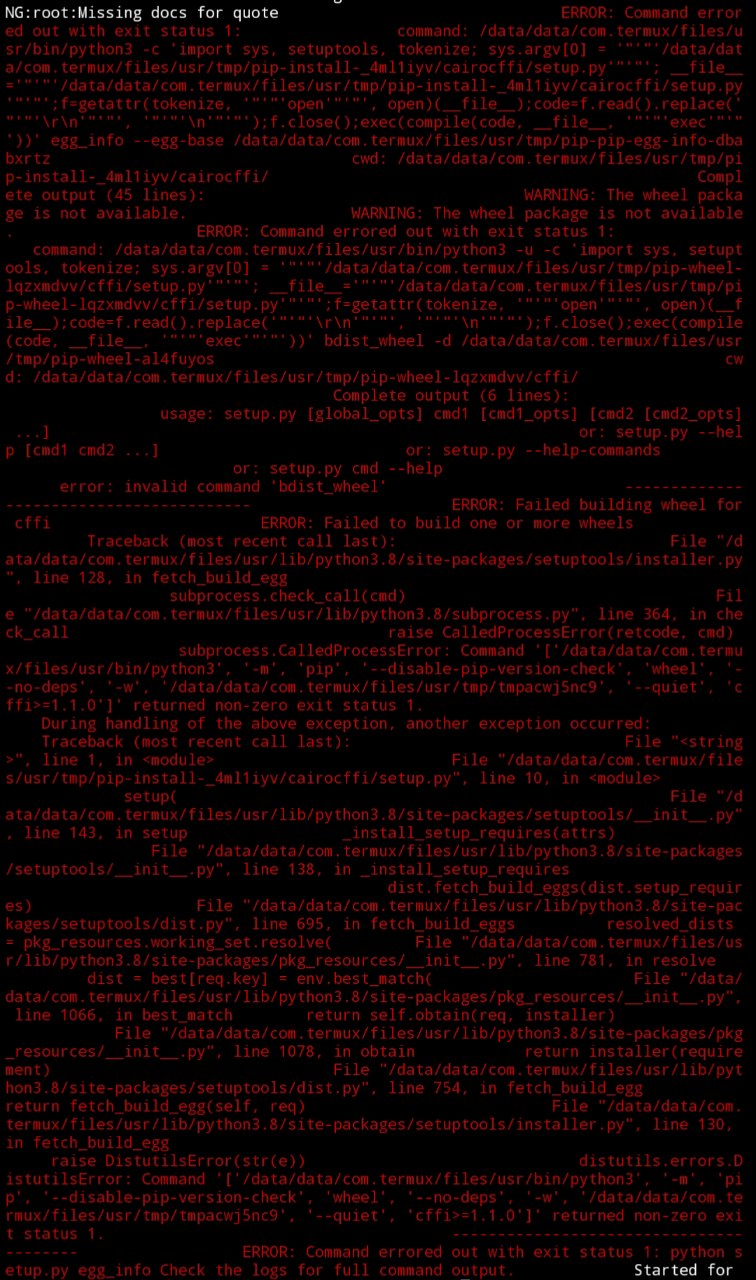 NG:root:Missing docs for quote ERROR: Command error
ed out with exit status 1: command: /data/data/com.termux/files/u
sr/bin/python3 -c 'import sys, setuptools, tokenize; sys.argv[0] = '"'"'/data/dat
a/com.termux/files/usr/tmp/pip-install-_4ml1iyv/cairocffi/setup.py'"'"'; __file__
='"'"'/data/data/com.termux/files/usr/tmp/pip-install-_4ml1iyv/cairocffi/setup.py
'"'"';f=getattr(tokenize, '"'"'open'"'"', open)(__file__);code=f.read().replace('
"'"'\r\n'"'"', '"'"'\n'"'"');f.close();exec(compile(code, __file__, '"'"'exec'"'"
'))' egg_info --egg-base /data/data/com.termux/files/usr/tmp/pip-pip-egg-info-dba
bxrtz cwd: /data/data/com.termux/files/usr/tmp/pi
p-install-_4ml1iyv/cairocffi/ Compl
ete output (45 lines): WARNING: The wheel packa
ge is not available. WARNING: The wheel package is not available
. ERROR: Command errored out with exit status 1:
command: /data/data/com.termux/files/usr/bin/python3 -u -c 'import sys, setupt
ools, tokenize; sys.argv[0] = '"'"'/data/data/com.termux/files/usr/tmp/pip-wheel-
lqzxmdvv/cffi/setup.py'"'"'; __file__='"'"'/data/data/com.termux/files/usr/tmp/pi
p-wheel-lqzxmdvv/cffi/setup.py'"'"';f=getattr(tokenize, '"'"'open'"'"', open)(__f
ile__);code=f.read().replace('"'"'\r\n'"'"', '"'"'\n'"'"');f.close();exec(compile
(code, __file__, '"'"'exec'"'"'))' bdist_wheel -d /data/data/com.termux/files/usr
/tmp/pip-wheel-al4fuyos cw
d: /data/data/com.termux/files/usr/tmp/pip-wheel-lqzxmdvv/cffi/
Complete output (6 lines):
usage: setup.py [global_opts] cmd1 [cmd1_opts] [cmd2 [cmd2_opts]
...] or: setup.py --hel
p [cmd1 cmd2 ...] or: setup.py --help-commands
or: setup.py cmd --help
error: invalid command 'bdist_wheel' -------------
--------------------------- ERROR: Failed building wheel for
cffi ERROR: Failed to build one or more wheels
Traceback (most recent call last): File "/d
ata/data/com.termux/files/usr/lib/python3.8/site-packages/setuptools/installer.py
", line 128, in fetch_build_egg
subprocess.check_call(cmd) Fil
e "/data/data/com.termux/files/usr/lib/python3.8/subprocess.py", line 364, in che
ck_call raise CalledProcessError(retcode, cmd)
subprocess.CalledProcessError: Command '['/data/data/com.termu
x/files/usr/bin/python3', '-m', 'pip', '--disable-pip-version-check', 'wheel', '-
-no-deps', '-w', '/data/data/com.termux/files/usr/tmp/tmpacwj5nc9', '--quiet', 'c
ffi>=1.1.0']' returned non-zero exit status 1.
During handling of the above exception, another exception occurred:
Traceback (most recent call last): File "<string
>", line 1, in <module> File "/data/data/com.termux/file
s/usr/tmp/pip-install-_4ml1iyv/cairocffi/setup.py", line 10, in <module>
setup( File "/d
ata/data/com.termux/files/usr/lib/python3.8/site-packages/setuptools/__init__.py"
, line 143, in setup _install_setup_requires(attrs)
File "/data/data/com.termux/files/usr/lib/python3.8/site-packages
/setuptools/__init__.py", line 138, in _install_setup_requires
dist.fetch_build_eggs(dist.setup_requir
es) File "/data/data/com.termux/files/usr/lib/python3.8/site-pac
kages/setuptools/dist.py", line 695, in fetch_build_eggs resolved_dists
= pkg_resources.working_set.resolve( File "/data/data/com.termux/files/us
r/lib/python3.8/site-packages/pkg_resources/__init__.py", line 781, in resolve
dist = best[req.key] = env.best_match( File "/data/
data/com.termux/files/usr/lib/python3.8/site-packages/pkg_resources/__init__.py",
line 1066, in best_match return self.obtain(req, installer)
File "/data/data/com.termux/files/usr/lib/python3.8/site-packages/pkg
_resources/__init__.py", line 1078, in obtain return installer(require
ment) File "/data/data/com.termux/files/usr/lib/pyt
hon3.8/site-packages/setuptools/dist.py", line 754, in fetch_build_egg
return fetch_build_egg(self, req) File "/data/data/com.
termux/files/usr/lib/python3.8/site-packages/setuptools/installer.py", line 130,
in fetch_build_egg
raise DistutilsError(str(e)) distutils.errors.D
istutilsError: Command '['/data/data/com.termux/files/usr/bin/python3', '-m', 'pi
p', '--disable-pip-version-check', 'wheel', '--no-deps', '-w', '/data/data/com.te
rmux/files/usr/tmp/tmpacwj5nc9', '--quiet', 'cffi>=1.1.0']' returned non-zero exi
t status 1. --------------------------------
-------- ERROR: Command errored out with exit status 1: python s
etup.py egg_info Check the logs for full command output. Started for